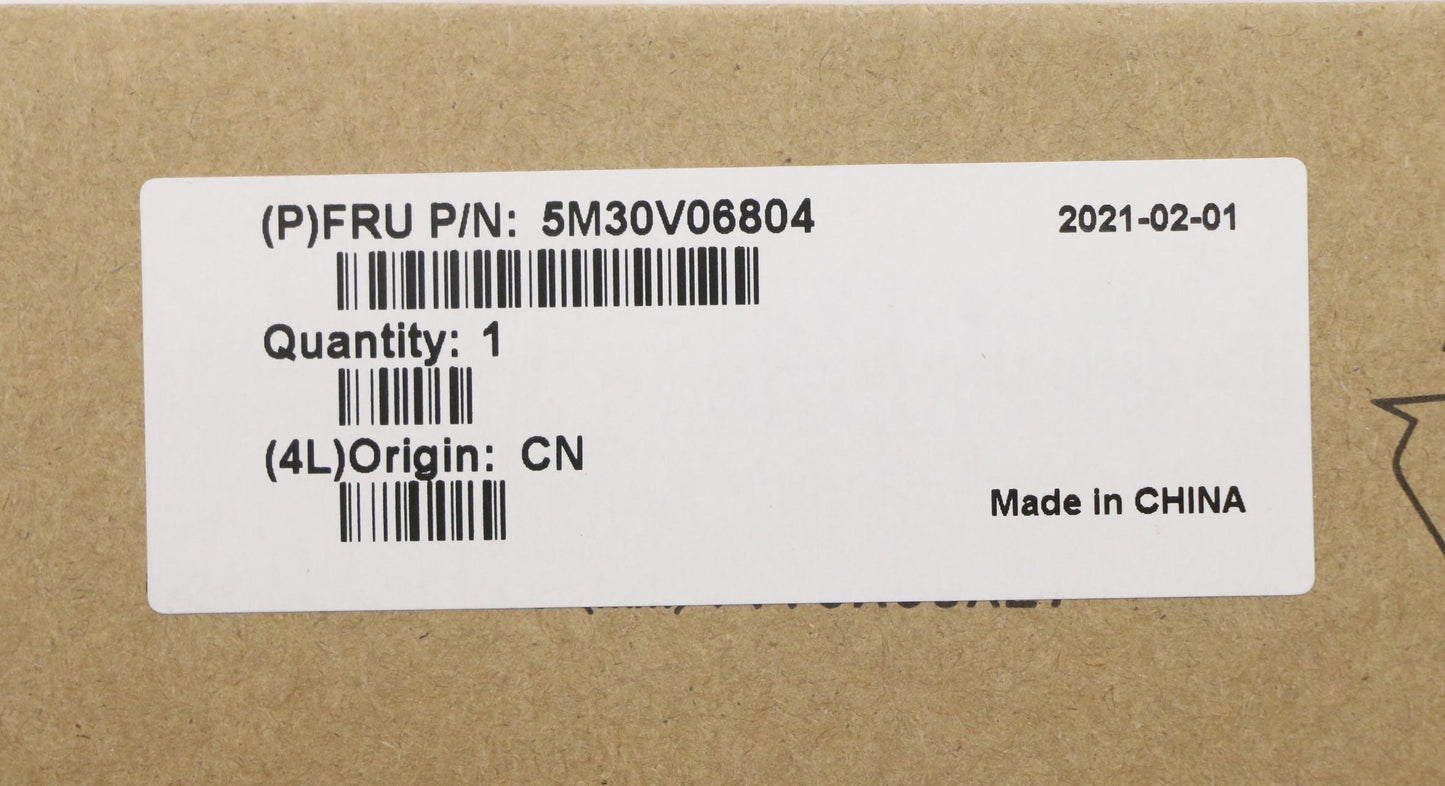 (P)FRU P/N: 5M30V06804
2021-02-01
Quantity: 1
(4L)Origin: CN
Made in CHINA